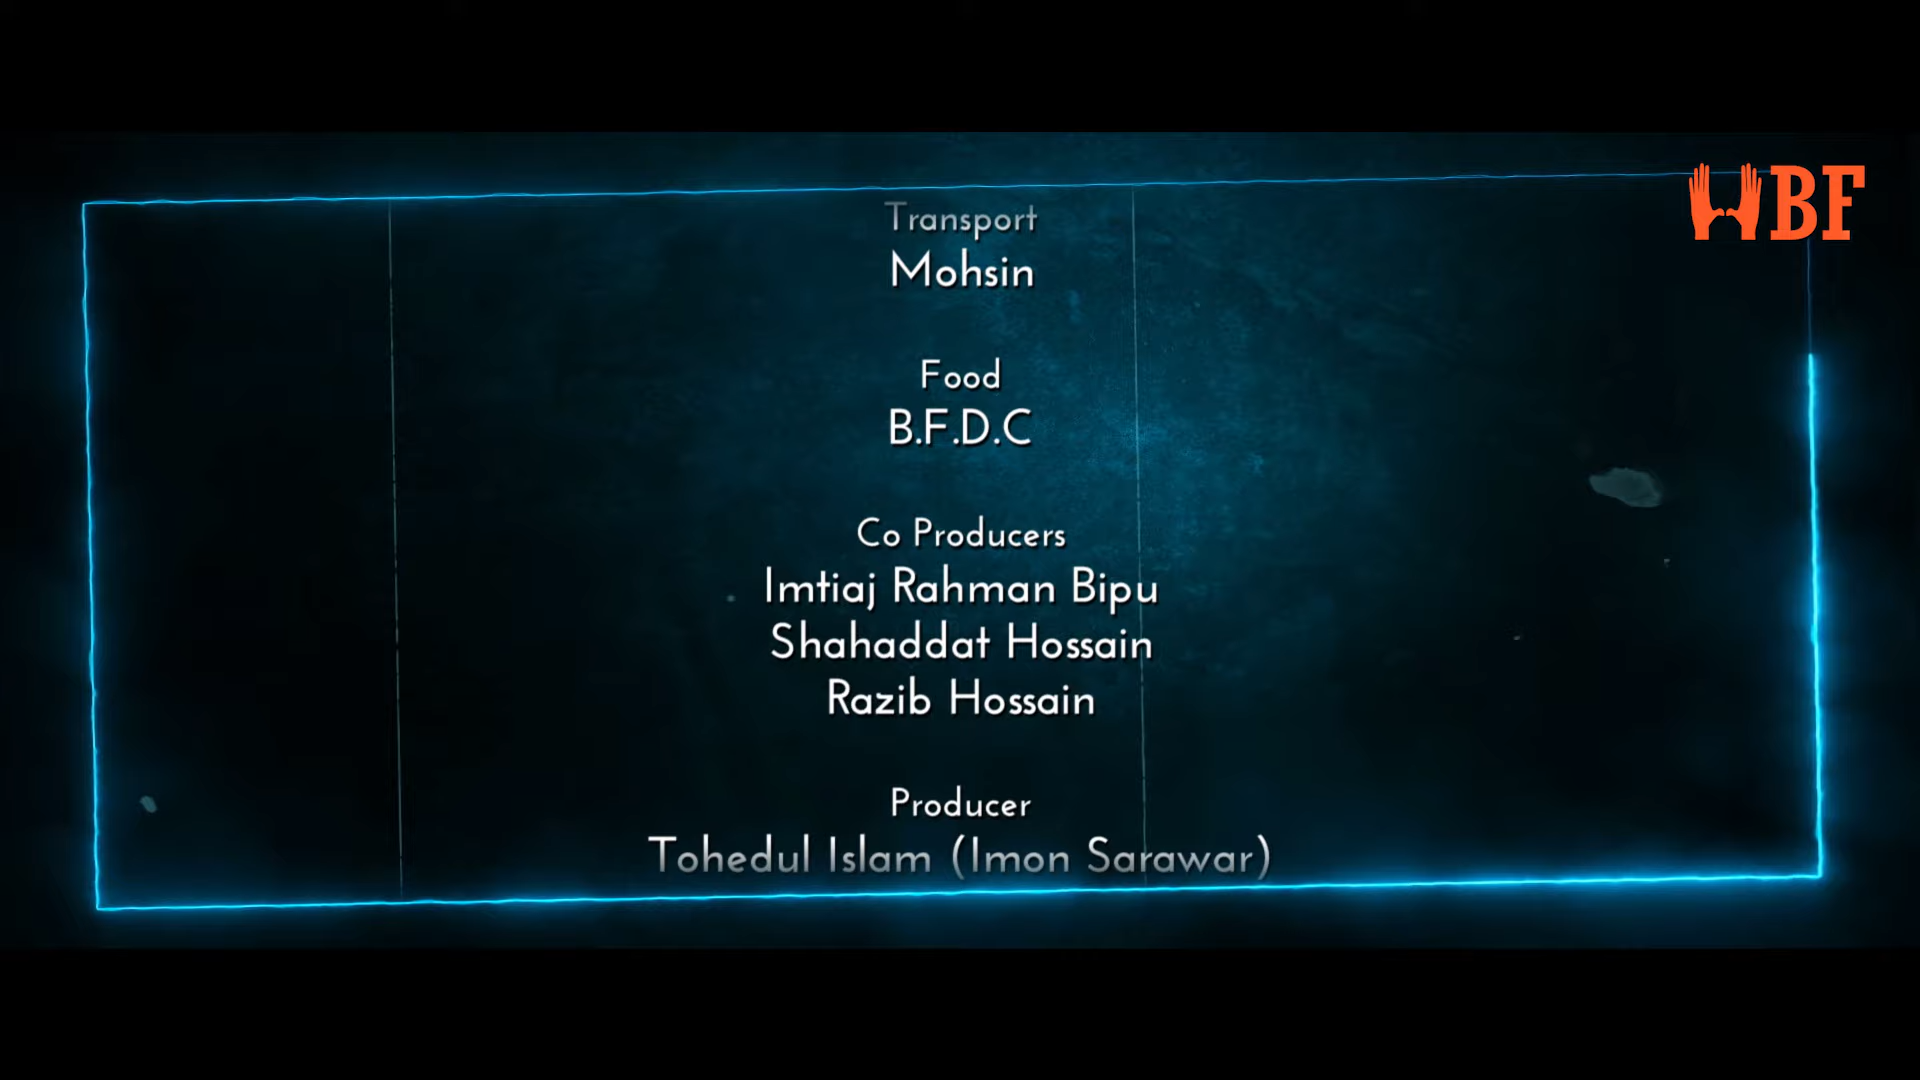 BF
Transport
Mohsin
Food
B.F.D.C
Co Producers
Imtiaj Rahman Bipu
Shahaddat Hossain
Razib Hossain
Producer
Tohedul Islam (Imon Sarawar)